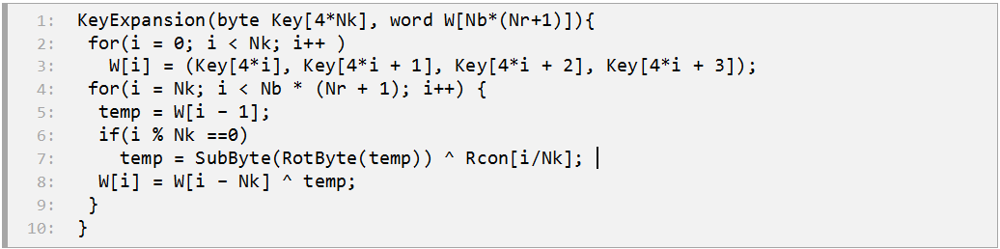 1: KeyExpansion(byte Key[4*Nk], word W[Nb*(Nr+1)]){
2: for(i = 0; i < Nk; i++ )
3: W[i] = (Key[4*i], Key[4*i + 1], Key[4*i + 2], Key[4*i + 3]);
4: for(i = Nk; i < Nb * (Nr + 1); i++) {
5: temp = W[i - 1];
6: if(i % Nk ==0)
7: temp = SubByte(RotByte(temp)) ^ Rcon[i/Nk];
8: W[i] = W[i - Nk] ^ temp;
9: }
10: }